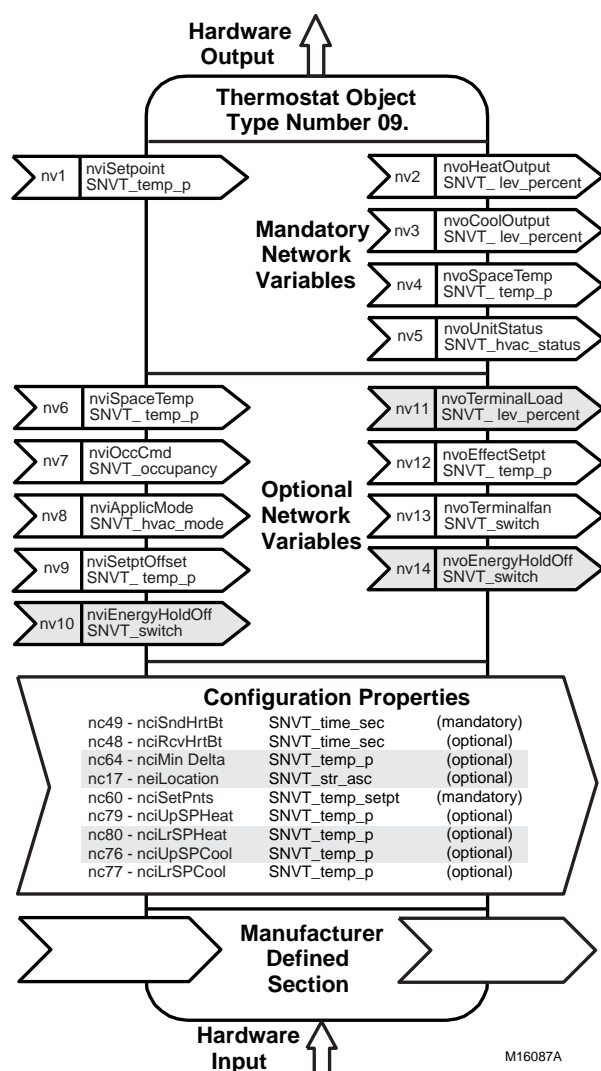 Hardware
Output
Thermostat Object
Type Number 09.
nv1 nviSetpoint
SNVT_temp_p
nv2 nvoHeatOutput
SNVT_ lev_percent
nv3 nvoCoolOutput
SNVT_ lev_percent
Mandatory
Network
Variables
nv4 nvoSpaceTemp
SNVT_ temp_p
nv5 nvoUnitStatus
SNVT_hvac_status
nv6 nviSpaceTemp
SNVT_ temp_p
nv7 nviOccCmd
SNVT_occupancy
nv8 nviApplicMode
SNVT_hvac_mode
nv9 nviSetptOffset
SNVT_ temp_p
nv10 nviEnergyHoldOff
SNVT_switch
Optional
Network
Variables
nv11 nvoTerminalLoad
SNVT_ lev_percent
nv12 nvoEffectSetpt
SNVT_ temp_p
nv13 nvoTerminalfan
SNVT_switch
nv14 nvoEnergyHoldOff
SNVT_switch
Configuration Properties
nc49 - nciSndHrtBt SNVT_time_sec (mandatory)
nc48 - nciRcvHrtBt SNVT_time_sec (optional)
nc64 - nciMin Delta SNVT_temp_p (optional)
nc17 - neiLocation SNVT_str_asc (optional)
nc60 - nciSetPnts SNVT_temp_setpt (mandatory)
nc79 - nciUpSPHeat SNVT_temp_p (optional)
nc80 - nciLrSPHeat SNVT_temp_p (optional)
nc76 - nciUpSPCool SNVT_temp_p (optional)
nc77 - nciLrSPCool SNVT_temp_p (optional)
Manufacturer
Defined
Section
Hardware
Input
M16087A